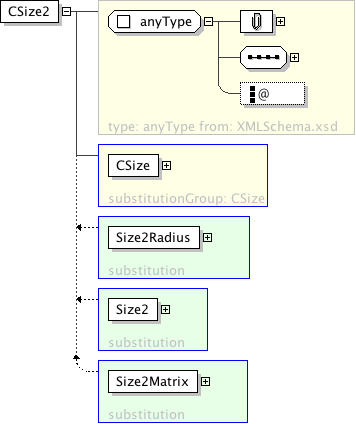 CSize2
anyType
@
type: anyType from: XMLSchema.xsd
CSize
substitutionGroup: CSize
Size2Radius
substitution
Size2
substitution
Size2Matrix
substitution